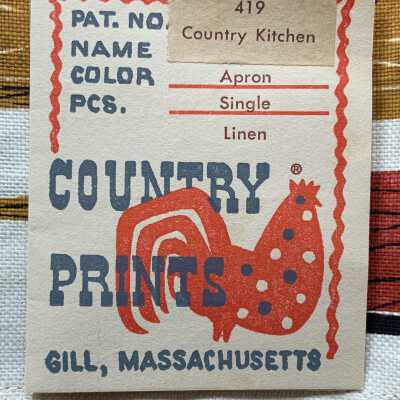 PAT. NO. 419
NAME Country Kitchen
COLOR Apron
PCS. Single
Linen
COUNTRY ®
PRINTS
GILL, MASSACHUSETTS